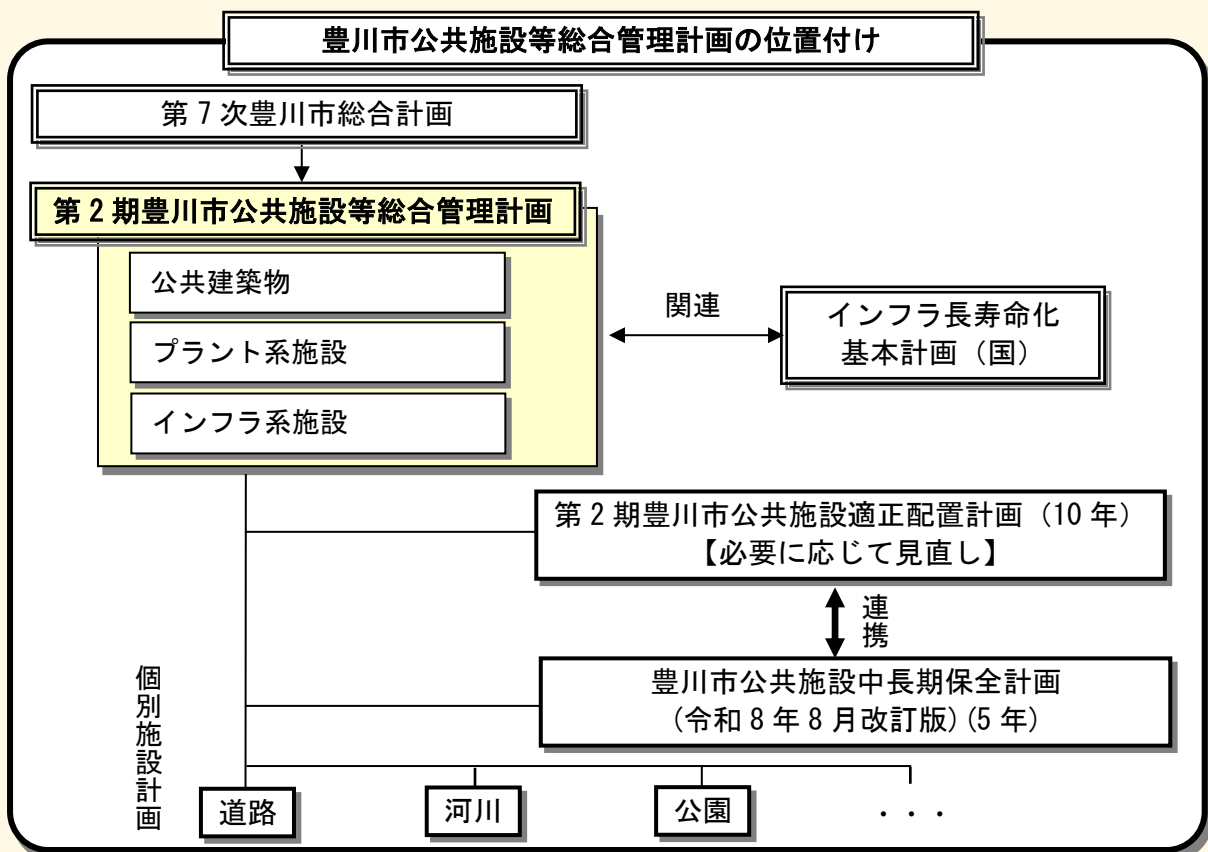 豊川市公共施設等総合管理計画の位置付け
第7次豊川市総合計画
第2期豊川市公共施設等総合管理計画
公共建築物
プラント系施設
インフラ系施設
関連
インフラ長寿命化
基本計画(国)
第2期豊川市公共施設適正配置計画(10年)
【必要に応じて見直し】
連携
豊川市公共施設中長期保全計画
(令和8年8月改訂版)(5年)
個別施設計画
道路
河川
公園
・・・